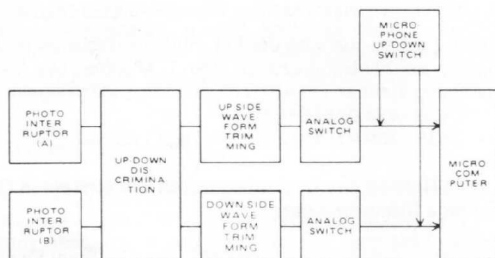 MICRO
PHONE
UP DOWN
SWITCH
PHOTO
INTER
RUPTOR
(A)
UP DOWN
DIS
CRIMINA
TION
UP SIDE
WAVE
FORM
TRIM
MING
ANALOG
SWITCH
MICRO
COM
PUTER
PHOTO
INTER
RUPTOR
(B)
DOWN SIDE
WAVE
FORM
TRIM
MING
ANALOG
SWITCH